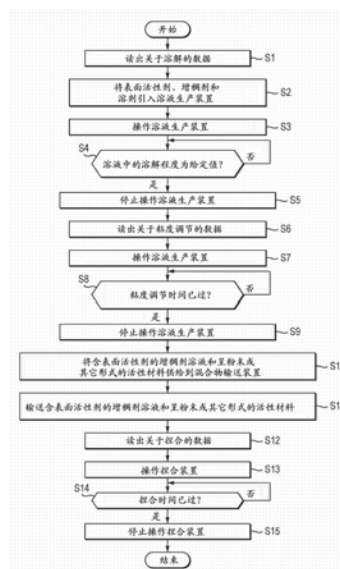 开始
读出关于溶解的数据
S1
将表面活性剂、增稠剂和
溶剂引入溶液生产装置
S2
操作溶液生产装置
S3
S4
溶液中的溶解程度为给定值?
否
是
停止操作溶液生产装置
S5
读出关于粘度调节的数据
S6
操作溶液生产装置
S7
S8
粘度调节时间已过?
否
是
停止操作溶液生产装置
S9
将含表面活性剂的增稠剂溶液和呈粉末或
其它形式的活性材料供给到混合物输送装置
S1
输送含表面活性剂的增稠剂溶液和呈粉末或其它形式的活性材料
S1
读出关于捏合的数据
S12
操作捏合装置
S13
S14
捏合时间已过?
否
是
停止操作捏合装置
S15
结束